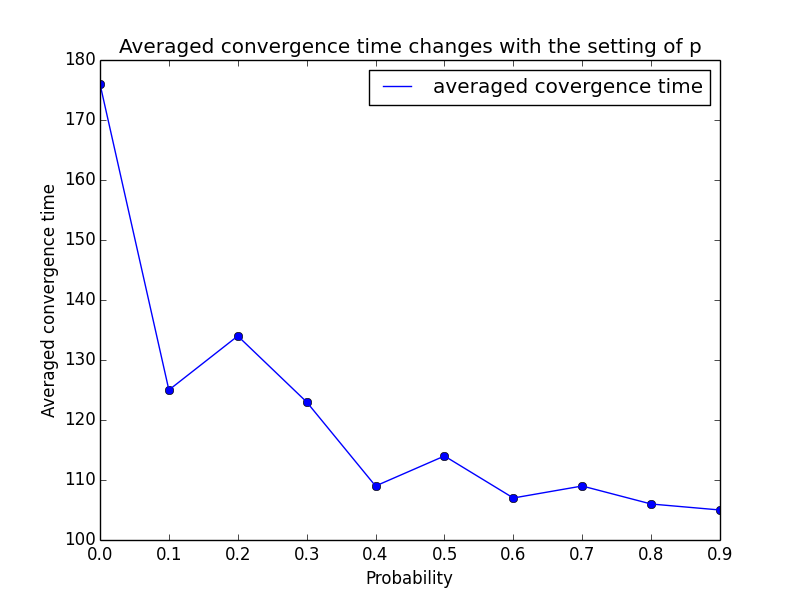 Averaged convergence time changes with the setting of p
averaged covergence time
Averaged convergence time
180
170
160
150
140
130
120
110
100
0.0 0.1 0.2 0.3 0.4 0.5 0.6 0.7 0.8 0.9
Probability